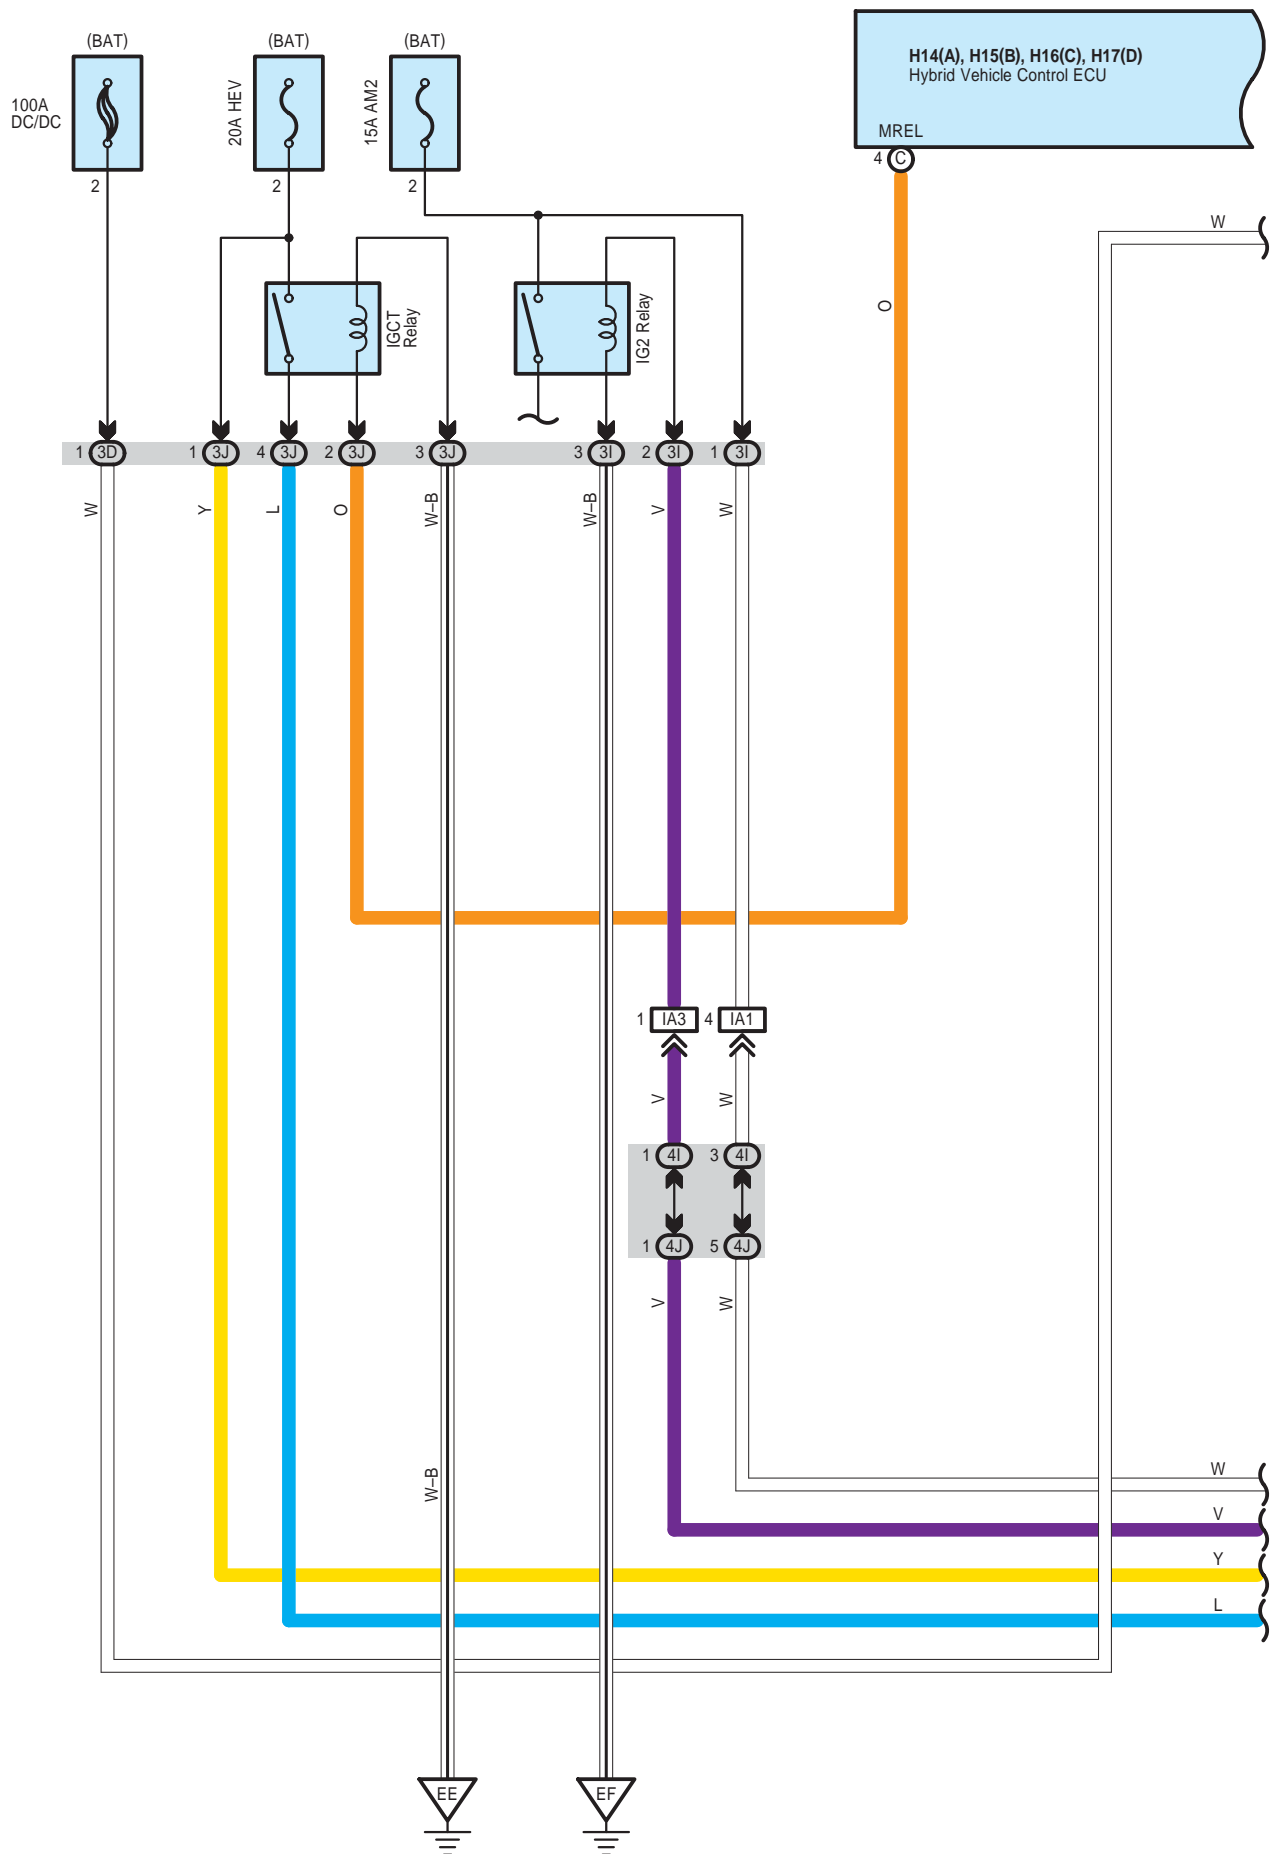 (BAT)
(BAT)
(BAT)
100A
DC/DC
20A HEV
15A AM2
2
2
2
H14(A), H15(B), H16(C), H17(D)
Hybrid Vehicle Control ECU
MREL
4 C
W
O
IGCT
Relay
IG2 Relay
1 3D
1 3J
4 3J
2 3J
3 3J
3 3I
2 3I
1 3I
W
Y
L
O
W–B
W–B
V
W
1 IA3
4 IA1
V
W
1 4I
3 4I
1 4J
5 4J
V
W
W–B
W
V
Y
L
EE
EF